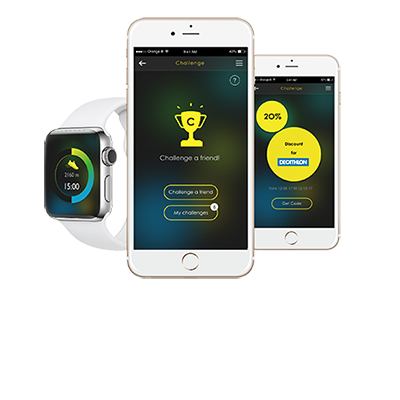 2160 m
15:00
Orange
9:41 AM
40%
Challenge
?
C
Challenge a friend!
Challenge a friend
My challenges
Challenge
20%
Discount
for
DECATHLON
Get Code